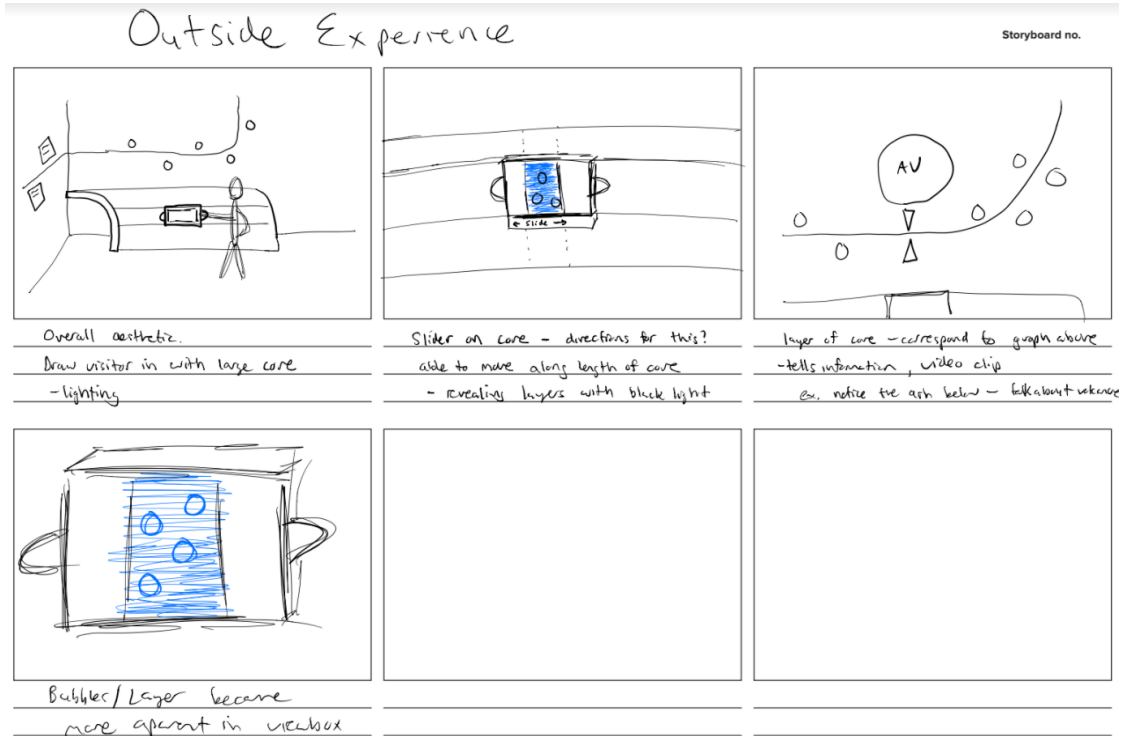 Outside Experience
Storyboard no.
AV
← slide →
Overall aesthetic.
Draw visitor in with large core
- lighting
Slider on core - directions for this?
able to move along length of core
- revealing layers with black light
layer of core - correspond to graph above
- tells information, video clip
ex. notice the ash below - talk about volcanoe
Bubbles/Layer become
more aparent in viewbox